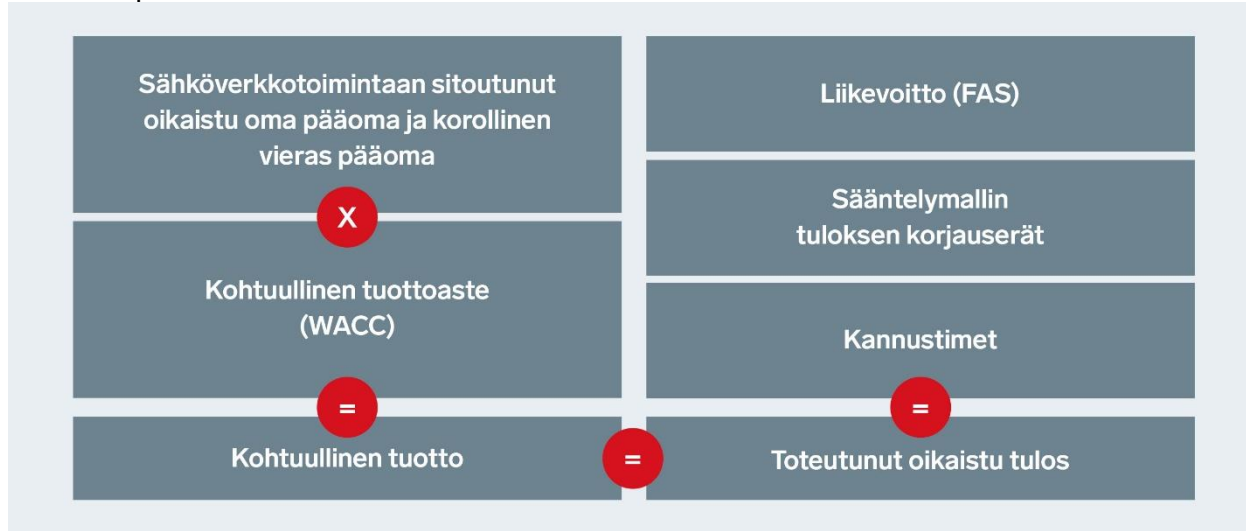 Sähköverkkotoimintaan sitoutunut
oikaistu oma pääoma ja korollinen
vieras pääoma
X
Kohtuullinen tuottoaste
(WACC)
=
Kohtuullinen tuotto
=
Liikevoitto (FAS)
Sääntelymallin
tuloksen korjauserät
Kannustimet
=
Toteutunut oikaistu tulos